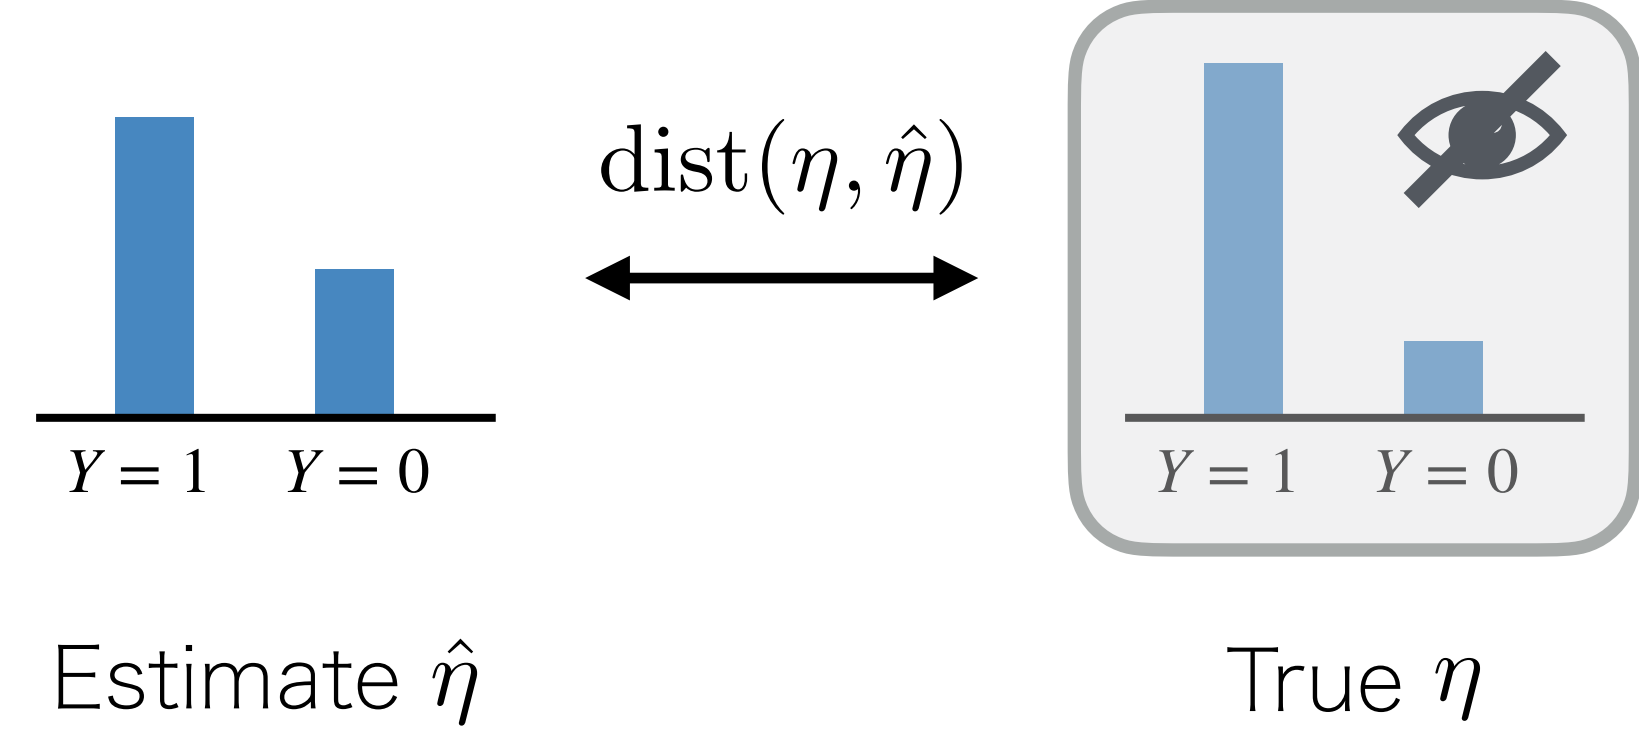 dist(η, η̂)
Y = 1 Y = 0
Y = 1 Y = 0
Estimate η̂
True η